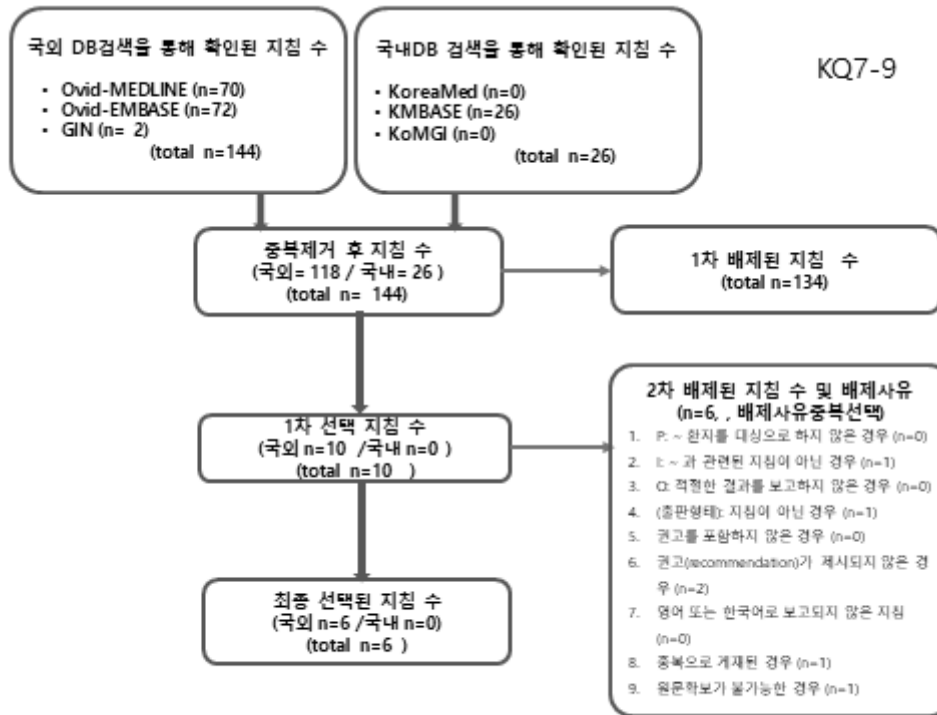 국외 DB검색을 통해 확인된 지침 수
• Ovid-MEDLINE (n=70)
• Ovid-EMBASE (n=72)
• GIN (n= 2)
(total n=144)
국내DB 검색을 통해 확인된 지침 수
• KoreaMed (n=0)
• KMBASE (n=26)
• KoMGI (n=0)
(total n=26)
KQ7-9
중복제거 후 지침 수
(국외= 118 / 국내= 26 )
(total n= 144)
1차 배제된 지침 수
(total n=134)
1차 선택 지침 수
(국외 n=10 /국내 n=0 )
(total n=10 )
2차 배제된 지침 수 및 배제사유
(n=6, , 배제사유중복선택)
1. P: ~ 환자를 대상으로 하지 않은 경우 (n=0)
2. I: ~ 과 관련된 지침이 아닌 경우 (n=1)
3. O: 적절한 결과를 보고하지 않은 경우 (n=0)
4. (출판형태): 지침이 아닌 경우 (n=1)
5. 권고를 포함하지 않은 경우 (n=0)
6. 권고(recommendation)가 제시되지 않은 경
우 (n=2)
7. 영어 또는 한국어로 보고되지 않은 지침
(n=0)
8. 중복으로 게재된 경우 (n=1)
9. 원문확보가 불가능한 경우 (n=1)
최종 선택된 지침 수
(국외 n=6 /국내 n=0)
(total n=6 )